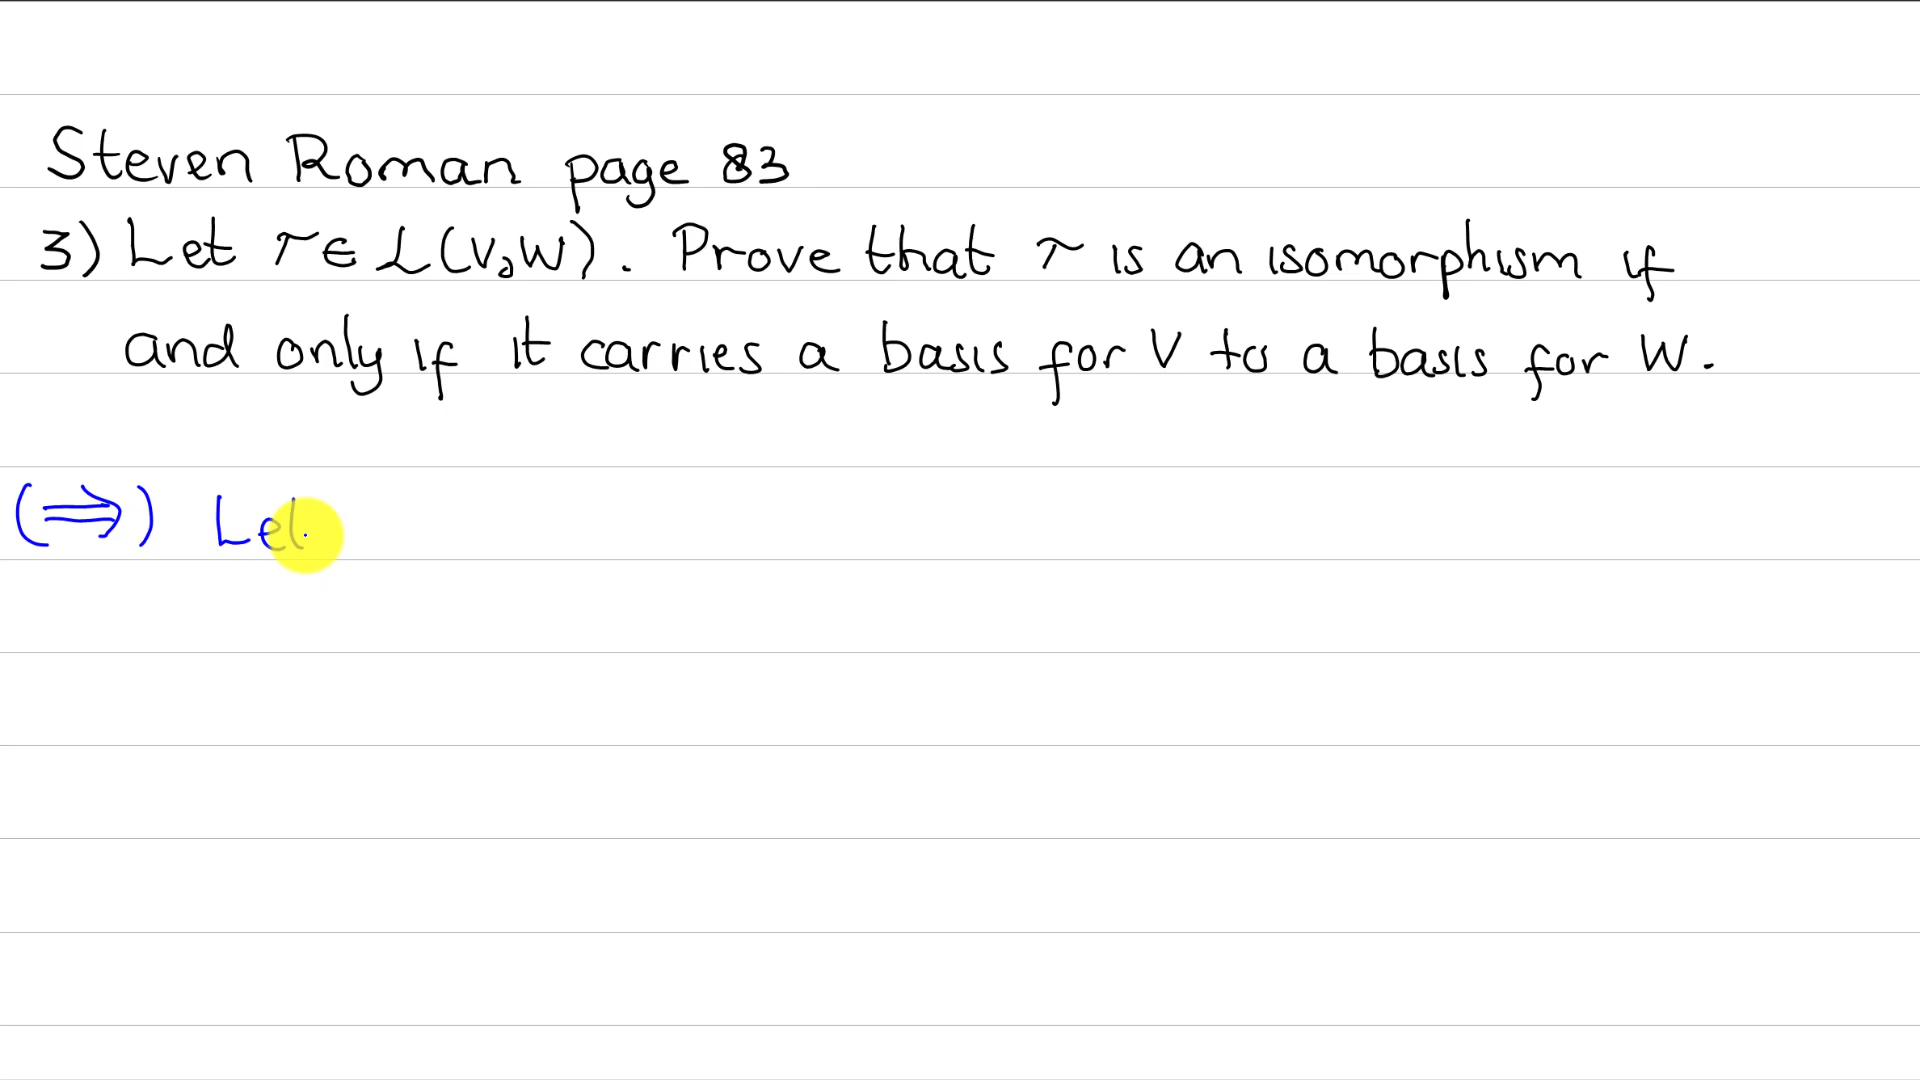 Steven Roman page 83
3) Let τ ∈ L(V,W). Prove that τ is an isomorphism if
and only if it carries a basis for V to a basis for W.
(⇒) Let